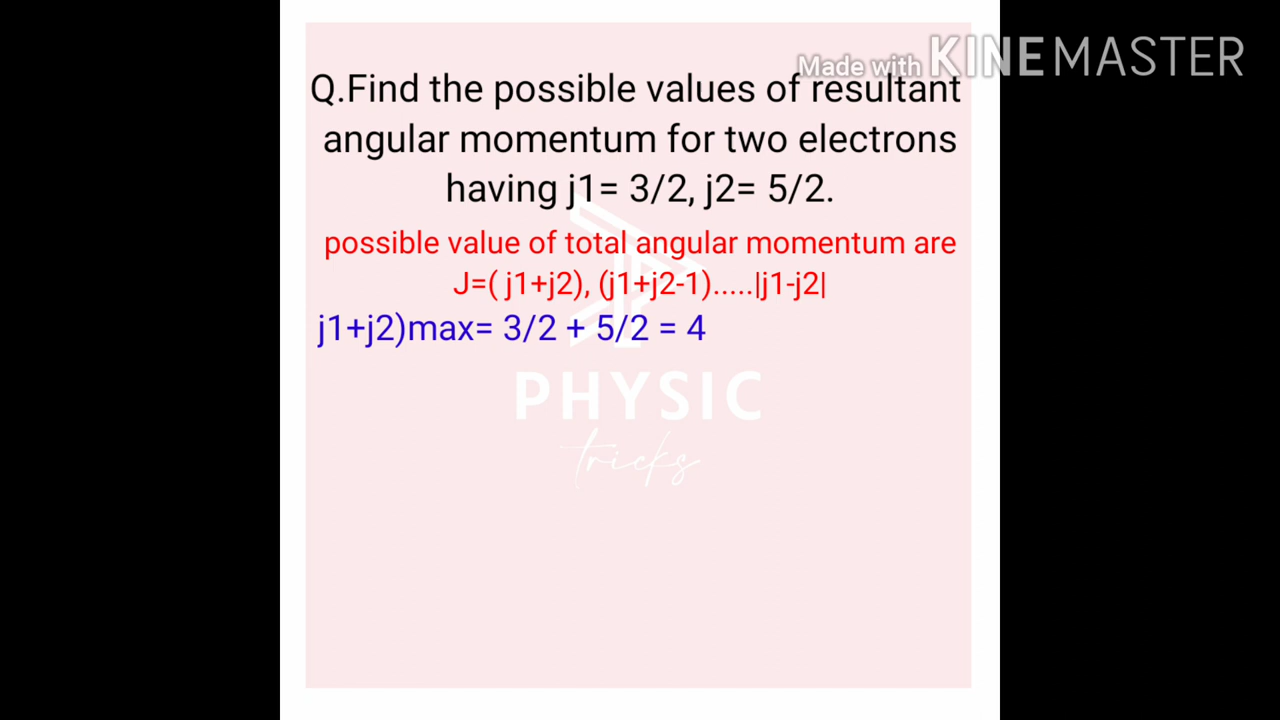 Made with KINEMASTER
Q.Find the possible values of resultant
angular momentum for two electrons
having j1= 3/2, j2= 5/2.
possible value of total angular momentum are
J=( j1+j2), (j1+j2-1).....|j1-j2|
j1+j2)max= 3/2 + 5/2 = 4
PHYSIC
tricks